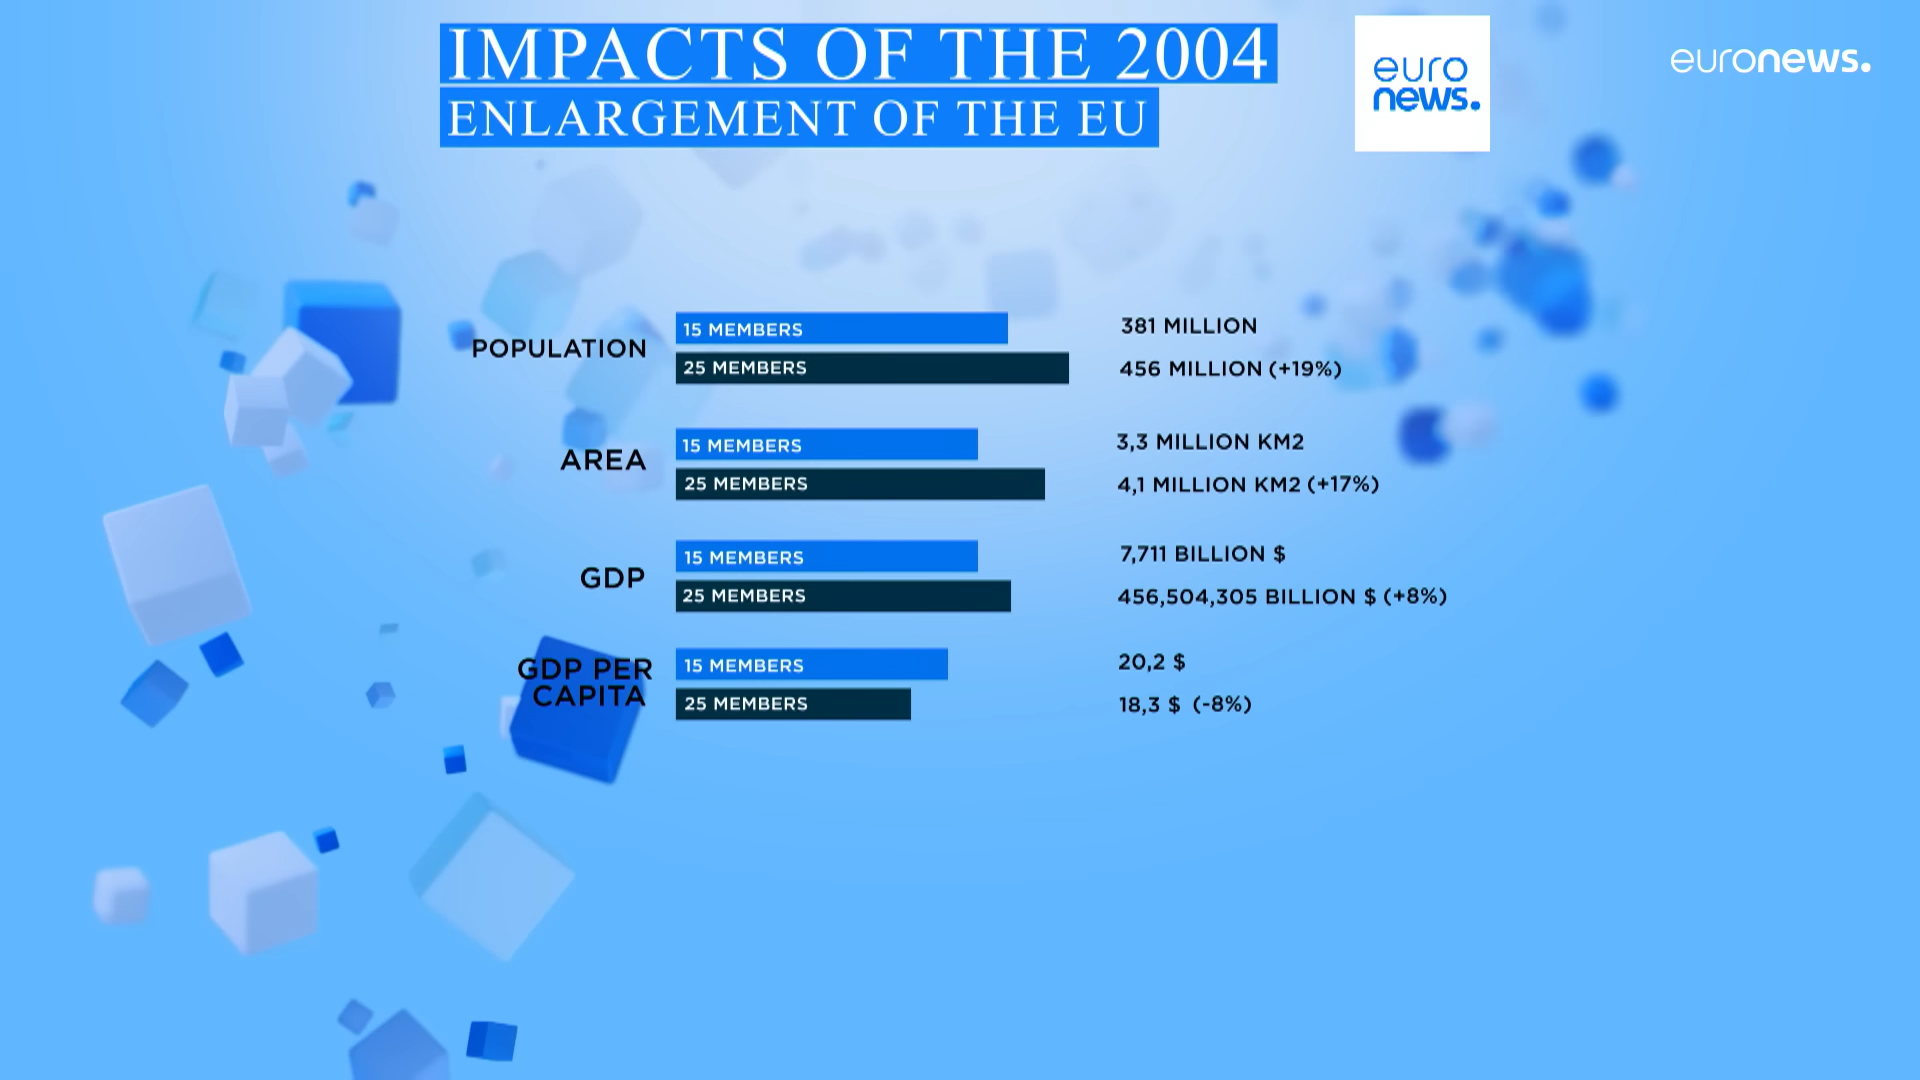 IMPACTS OF THE 2004
ENLARGEMENT OF THE EU
euro
news.
euronews.
POPULATION
15 MEMBERS
381 MILLION
25 MEMBERS
456 MILLION (+19%)
AREA
15 MEMBERS
3,3 MILLION KM2
25 MEMBERS
4,1 MILLION KM2 (+17%)
GDP
15 MEMBERS
7,711 BILLION $
25 MEMBERS
456,504,305 BILLION $ (+8%)
GDP PER
CAPITA
15 MEMBERS
20,2 $
25 MEMBERS
18,3 $ (-8%)